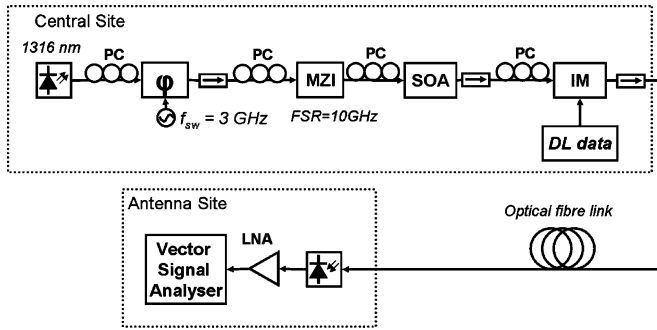 Central Site
1316 nm
PC
PC
PC
PC
φ
MZI
SOA
IM
f_sw = 3 GHz
FSR=10GHz
DL data
Antenna Site
Optical fibre link
LNA
Vector
Signal
Analyser